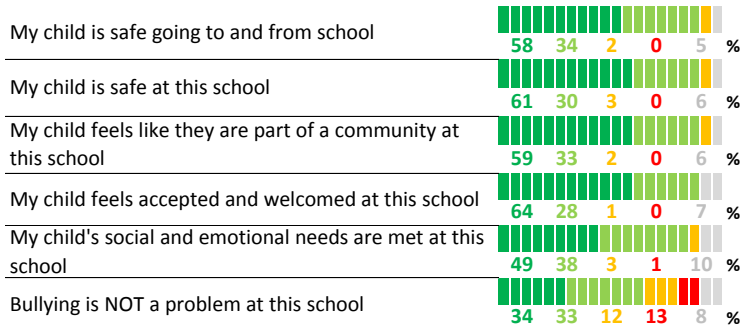 My child is safe going to and from school
58 34 2 0 5 %
My child is safe at this school
61 30 3 0 6 %
My child feels like they are part of a community at
this school
59 33 2 0 6 %
My child feels accepted and welcomed at this school
64 28 1 0 7 %
My child's social and emotional needs are met at this
school
49 38 3 1 10 %
Bullying is NOT a problem at this school
34 33 12 13 8 %